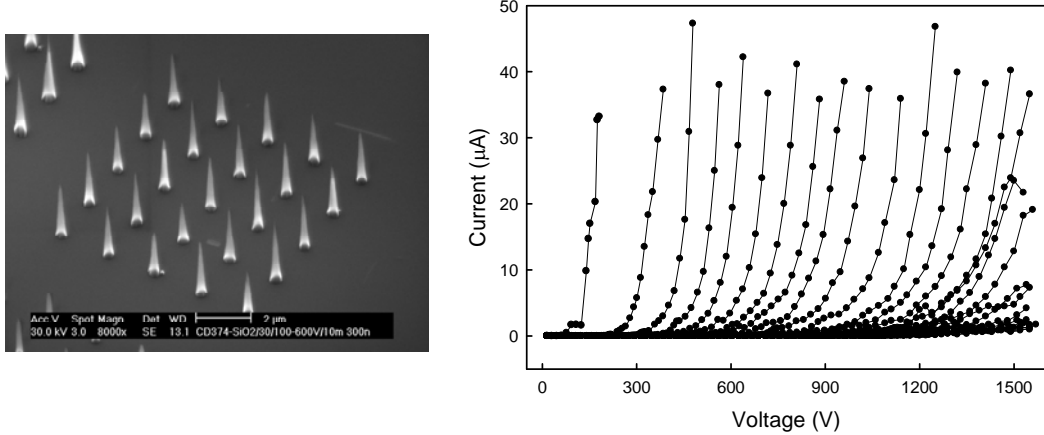 Acc.V Spot Magn Det WD 2 µm
30.0 kV 3.0 8000x SE 13.1 CD374-SiO2/30/100-600V/10m 300n
50
40
30
20
10
0
Current (µA)
0 300 600 900 1200 1500
Voltage (V)